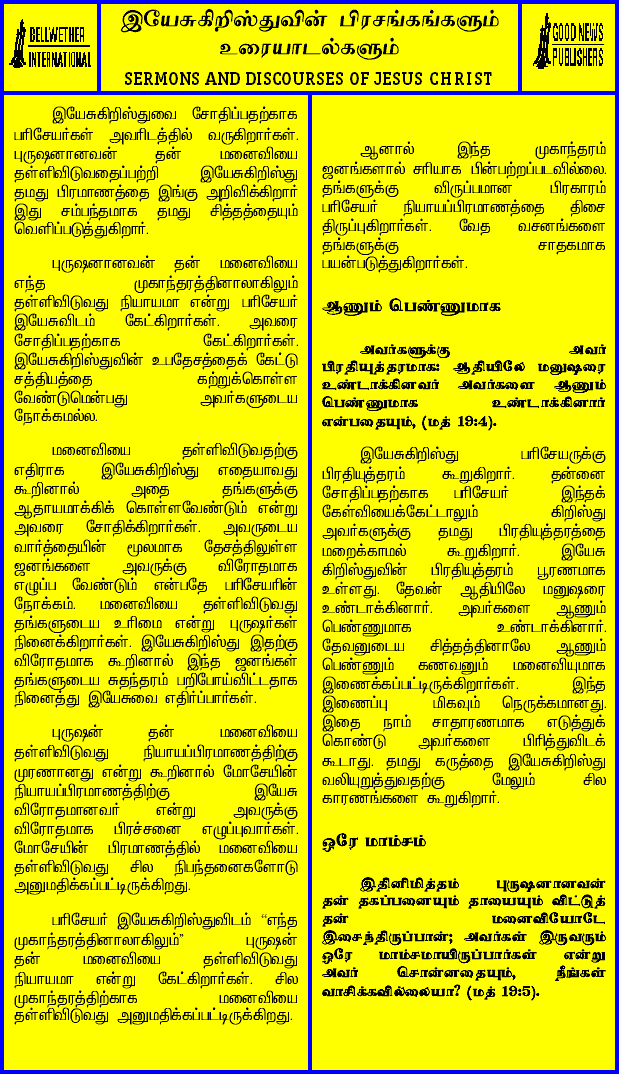 BELLWETHER
INTERNATIONAL
இயேசுகிறிஸ்துவின் பிரசங்கங்களும்
உரையாடல்களும்
SERMONS AND DISCOURSES OF JESUS CHRIST
GOOD NEWS
PUBLISHERS
இயேசுகிறிஸ்துவை சோதிப்பதற்காக
பரிசேயர்கள் அவரிடத்தில் வருகிறார்கள்.
புருஷனானவன் தன் மனைவியை
தள்ளிவிடுவதைப்பற்றி இயேசுகிறிஸ்து
தமது பிரமாணத்தை இங்கு அறிவிக்கிறார்
இது சம்பந்தமாக தமது சித்தத்தையும்
வெளிப்படுத்துகிறார்.
புருஷனானவன் தன் மனைவியை
எந்த முகாந்தரத்தினாலாகிலும்
தள்ளிவிடுவது நியாயமா என்று பரிசேயர்
இயேசுவிடம் கேட்கிறார்கள். அவரை
சோதிப்பதற்காக கேட்கிறார்கள்.
இயேசுகிறிஸ்துவின் உபதேசத்தைக் கேட்டு
சத்தியத்தை கற்றுக்கொள்ள
வேண்டுமென்பது அவர்களுடைய
நோக்கமல்ல.
மனைவியை தள்ளிவிடுவதற்கு
எதிராக இயேசுகிறிஸ்து எதையாவது
கூறினால் அதை தங்களுக்கு
ஆதாயமாக்கிக் கொள்ளவேண்டும் என்று
அவரை சோதிக்கிறார்கள். அவருடைய
வார்த்தையின் மூலமாக தேசத்திலுள்ள
ஜனங்களை அவருக்கு விரோதமாக
எழுப்ப வேண்டும் என்பதே பரிசேயரின்
நோக்கம். மனைவியை தள்ளிவிடுவது
தங்களுடைய உரிமை என்று புருஷர்கள்
நினைக்கிறார்கள். இயேசுகிறிஸ்து இதற்கு
விரோதமாக கூறினால் இந்த ஜனங்கள்
தங்களுடைய சுதந்தரம் பறிபோய்விட்டதாக
நினைத்து இயேசுவை எதிர்ப்பார்கள்.
புருஷன் தன் மனைவியை
தள்ளிவிடுவது நியாயப்பிரமாணத்திற்கு
முரணானது என்று கூறினால் மோசேயின்
நியாயப்பிரமாணத்திற்கு இயேசு
விரோதமானவர் என்று அவருக்கு
விரோதமாக பிரச்சனை எழுப்புவார்கள்.
மோசேயின் பிரமாணத்தில் மனைவியை
தள்ளிவிடுவது சில நிபந்தனைகளோடு
அனுமதிக்கப்பட்டிருக்கிறது.
பரிசேயர் இயேசுகிறிஸ்துவிடம் “எந்த
முகாந்தரத்தினாலாகிலும்” புருஷன்
தன் மனைவியை தள்ளிவிடுவது
நியாயமா என்று கேட்கிறார்கள். சில
முகாந்தரத்திற்காக மனைவியை
தள்ளிவிடுவது அனுமதிக்கப்பட்டிருக்கிறது.
ஆனால் இந்த முகாந்தரம்
ஜனங்களால் சரியாக பின்பற்றப்படவில்லை.
தங்களுக்கு விருப்பமான பிரகாரம்
பரிசேயர் நியாயப்பிரமாணத்தை திசை
திருப்புகிறார்கள். வேத வசனங்களை
தங்களுக்கு சாதகமாக
பயன்படுத்துகிறார்கள்.
ஆணும் பெண்ணுமாக
அவர்களுக்கு அவர்
பிரதியுத்தரமாக: ஆதியிலே மனுஷரை
உண்டாக்கினவர் அவர்களை ஆணும்
பெண்ணுமாக உண்டாக்கினார்
என்பதையும், (மத் 19:4).
இயேசுகிறிஸ்து பரிசேயருக்கு
பிரதியுத்தரம் கூறுகிறார். தன்னை
சோதிப்பதற்காக பரிசேயர் இந்தக்
கேள்வியைக்கேட்டாலும் கிறிஸ்து
அவர்களுக்கு தமது பிரதியுத்தரத்தை
மறைக்காமல் கூறுகிறார். இயேசு
கிறிஸ்துவின் பிரதியுத்தரம் பூரணமாக
உள்ளது. தேவன் ஆதியிலே மனுஷரை
உண்டாக்கினார். அவர்களை ஆணும்
பெண்ணுமாக உண்டாக்கினார்.
தேவனுடைய சித்தத்தினாலே ஆணும்
பெண்ணும் கணவனும் மனைவியுமாக
இணைக்கப்பட்டிருக்கிறார்கள். இந்த
இணைப்பு மிகவும் நெருக்கமானது.
இதை நாம் சாதாரணமாக எடுத்துக்
கொண்டு அவர்களை பிரித்துவிடக்
கூடாது. தமது கருத்தை இயேசுகிறிஸ்து
வலியுறுத்துவதற்கு மேலும் சில
காரணங்களை கூறுகிறார்.
ஒரே மாம்சம்
இதினிமித்தம் புருஷனானவன்
தன் தகப்பனையும் தாயையும் விட்டுத்
தன் மனைவியோடே
இசைந்திருப்பான்; அவர்கள் இருவரும்
ஒரே மாம்சமாயிருப்பார்கள் என்று
அவர் சொன்னதையும், நீங்கள்
வாசிக்கவில்லையா? (மத் 19:5).